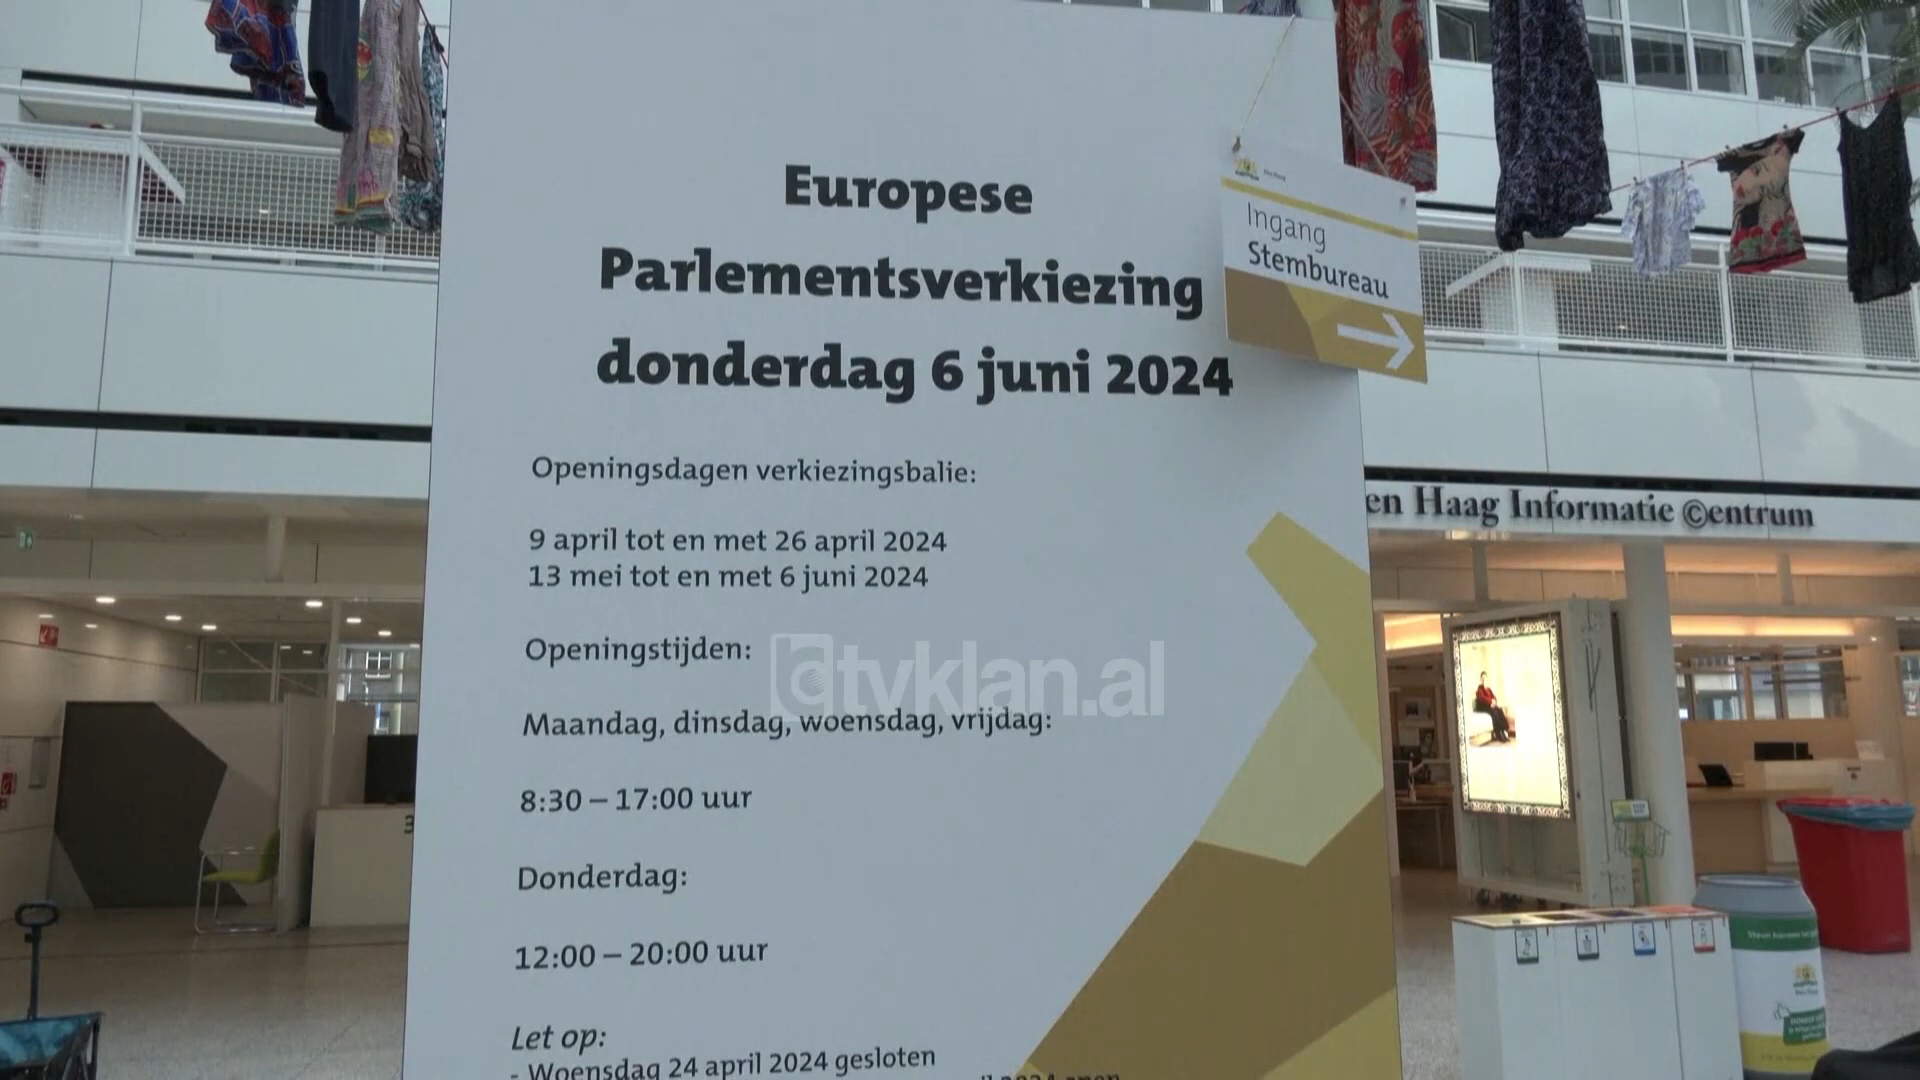 Europese
Parlementsverkiezing
donderdag 6 juni 2024
Openingsdagen verkiezingsbalie:
9 april tot en met 26 april 2024
13 mei tot en met 6 juni 2024
Openingstijden:
Maandag, dinsdag, woensdag, vrijdag:
8:30 – 17:00 uur
Donderdag:
12:00 – 20:00 uur
Let op:
- Woensdag 24 april 2024 gesloten
Den Haag
Ingang
Stembureau
en Haag Informatie ©entrum
tvklan.al